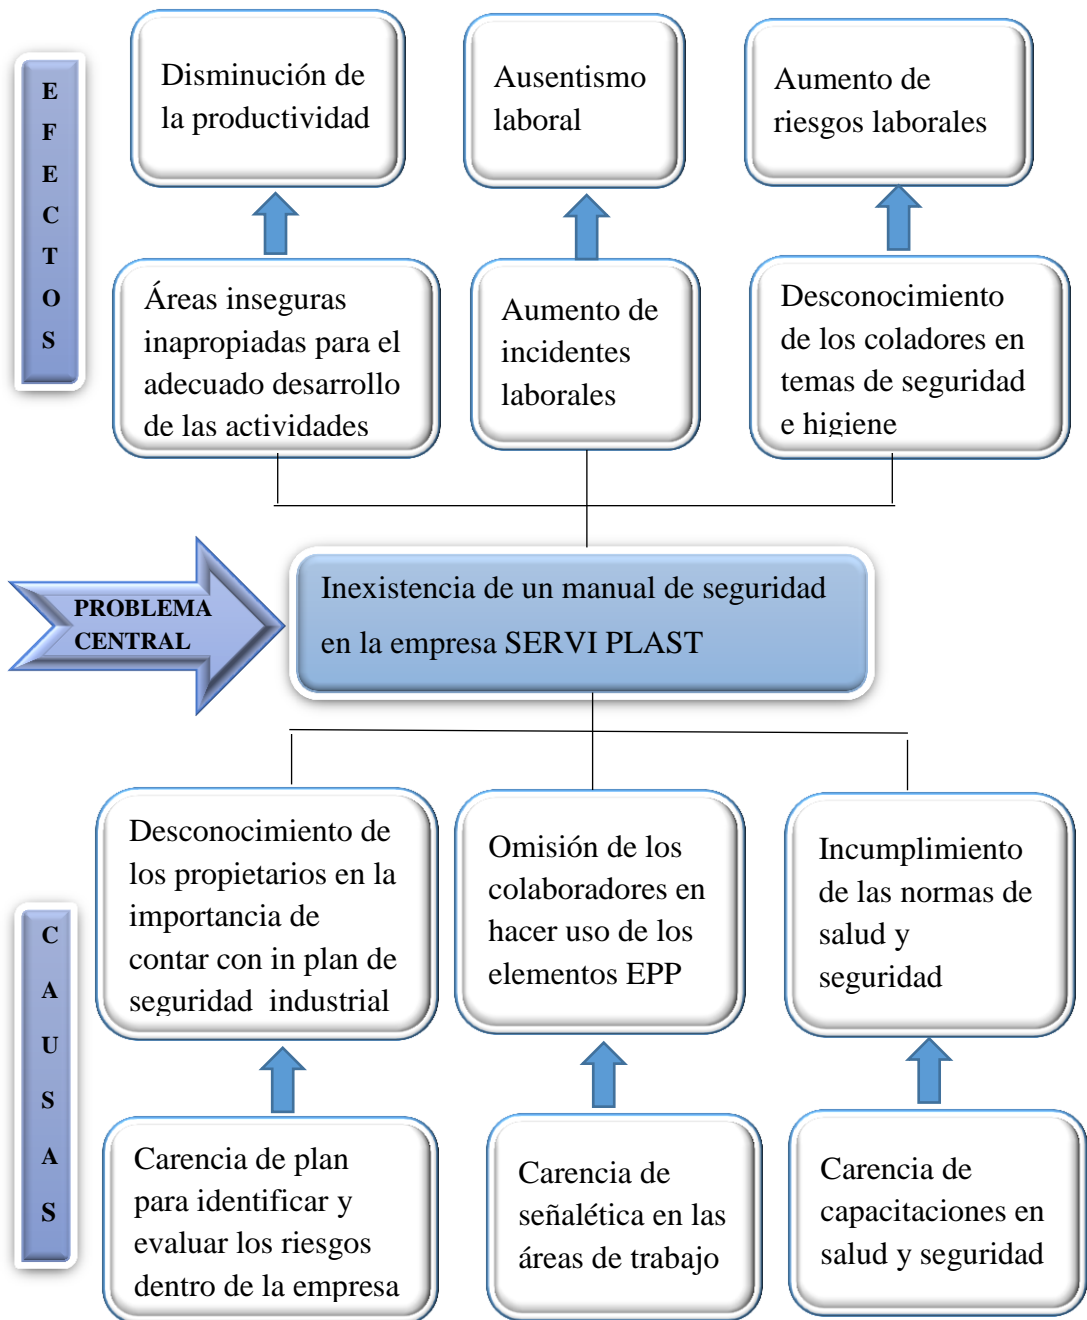 EFECTOS
Disminución de
la productividad
Ausentismo
laboral
Aumento de
riesgos laborales
Áreas inseguras
inapropiadas para el
adecuado desarrollo
de las actividades
Aumento de
incidentes
laborales
Desconocimiento
de los coladores en
temas de seguridad
e higiene
PROBLEMA
CENTRAL
Inexistencia de un manual de seguridad
en la empresa SERVI PLAST
CAUSAS
Desconocimiento de
los propietarios en la
importancia de
contar con in plan de
seguridad industrial
Omisión de los
colaboradores en
hacer uso de los
elementos EPP
Incumplimiento
de las normas de
salud y
seguridad
Carencia de plan
para identificar y
evaluar los riesgos
dentro de la empresa
Carencia de
señalética en las
áreas de trabajo
Carencia de
capacitaciones en
salud y seguridad